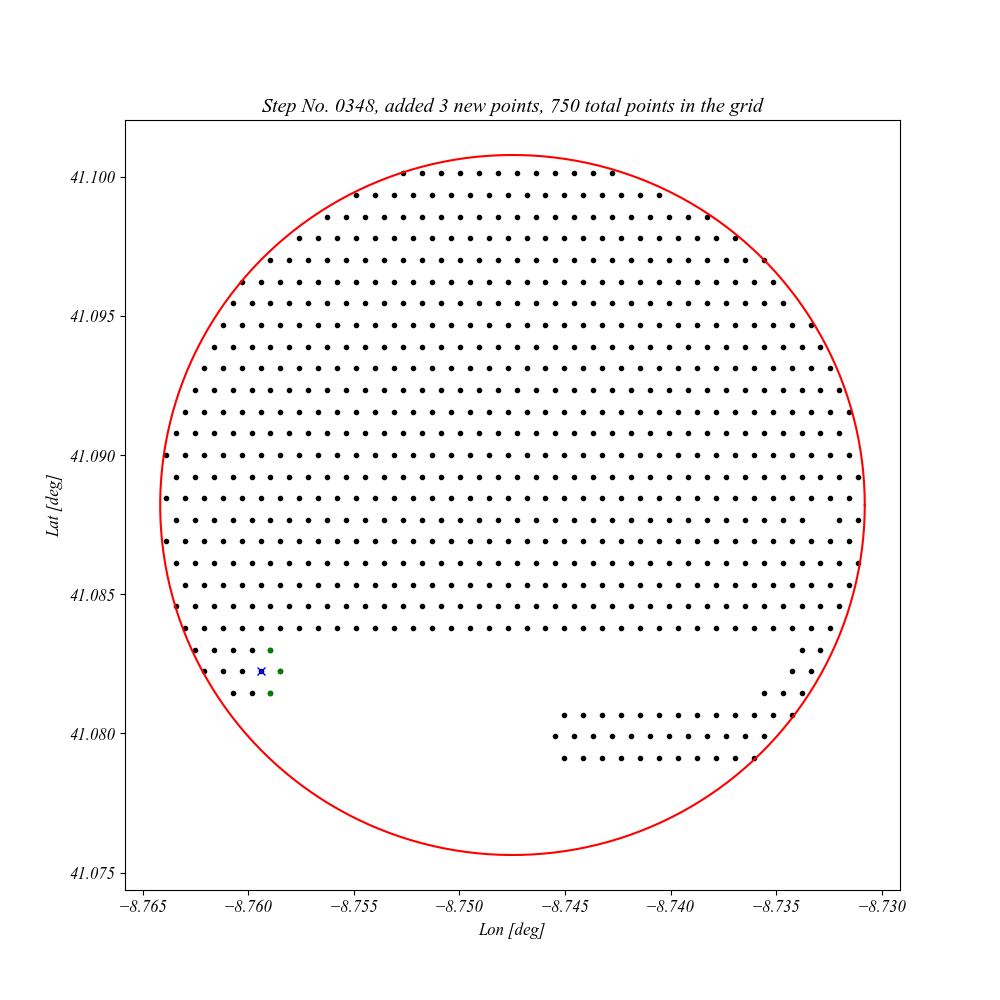 Step No. 0348, added 3 new points, 750 total points in the grid
41.100
41.095
41.090
41.085
41.080
41.075
Lat [deg]
−8.765 −8.760 −8.755 −8.750 −8.745 −8.740 −8.735 −8.730
Lon [deg]